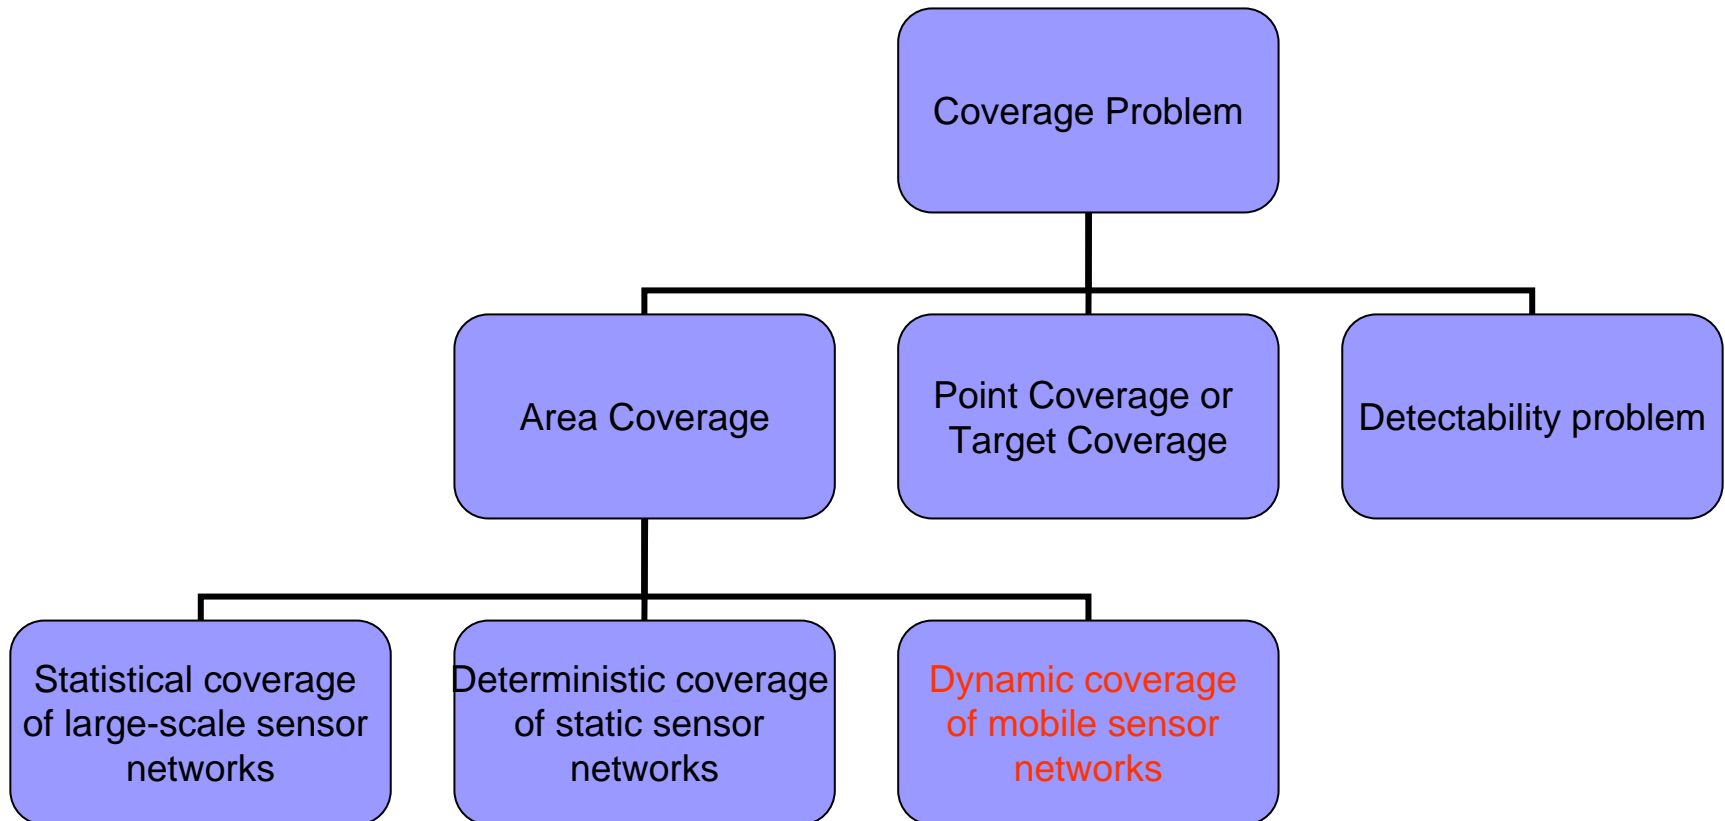 Coverage Problem
Area Coverage
Point Coverage or
Target Coverage
Detectability problem
Statistical coverage
of large-scale sensor
networks
Deterministic coverage
of static sensor
networks
Dynamic coverage
of mobile sensor
networks